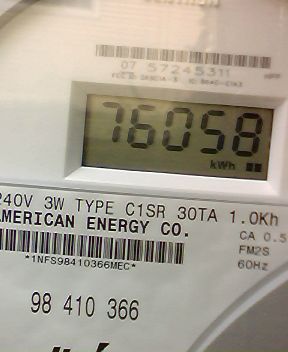 07 57245311
76058
kWh
240V 3W TYPE C1SR 30TA 1.0Kh
AMERICAN ENERGY CO.
CA 0.5
*1NFS98410366MEC*
FM2S
60Hz
98 410 366